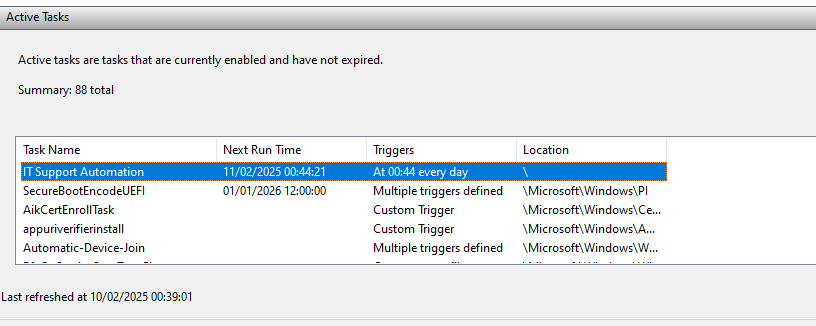 Active Tasks
Active tasks are tasks that are currently enabled and have not expired.
Summary: 88 total
Task Name Next Run Time Triggers Location
IT Support Automation 11/02/2025 00:44:21 At 00:44 every day \
SecureBootEncodeUEFI 01/01/2026 12:00:00 Multiple triggers defined \Microsoft\Windows\PI
AikCertEnrollTask Custom Trigger \Microsoft\Windows\Ce...
appuriverifierinstall Custom Trigger \Microsoft\Windows\A...
Automatic-Device-Join Multiple triggers defined \Microsoft\Windows\W...
Last refreshed at 10/02/2025 00:39:01